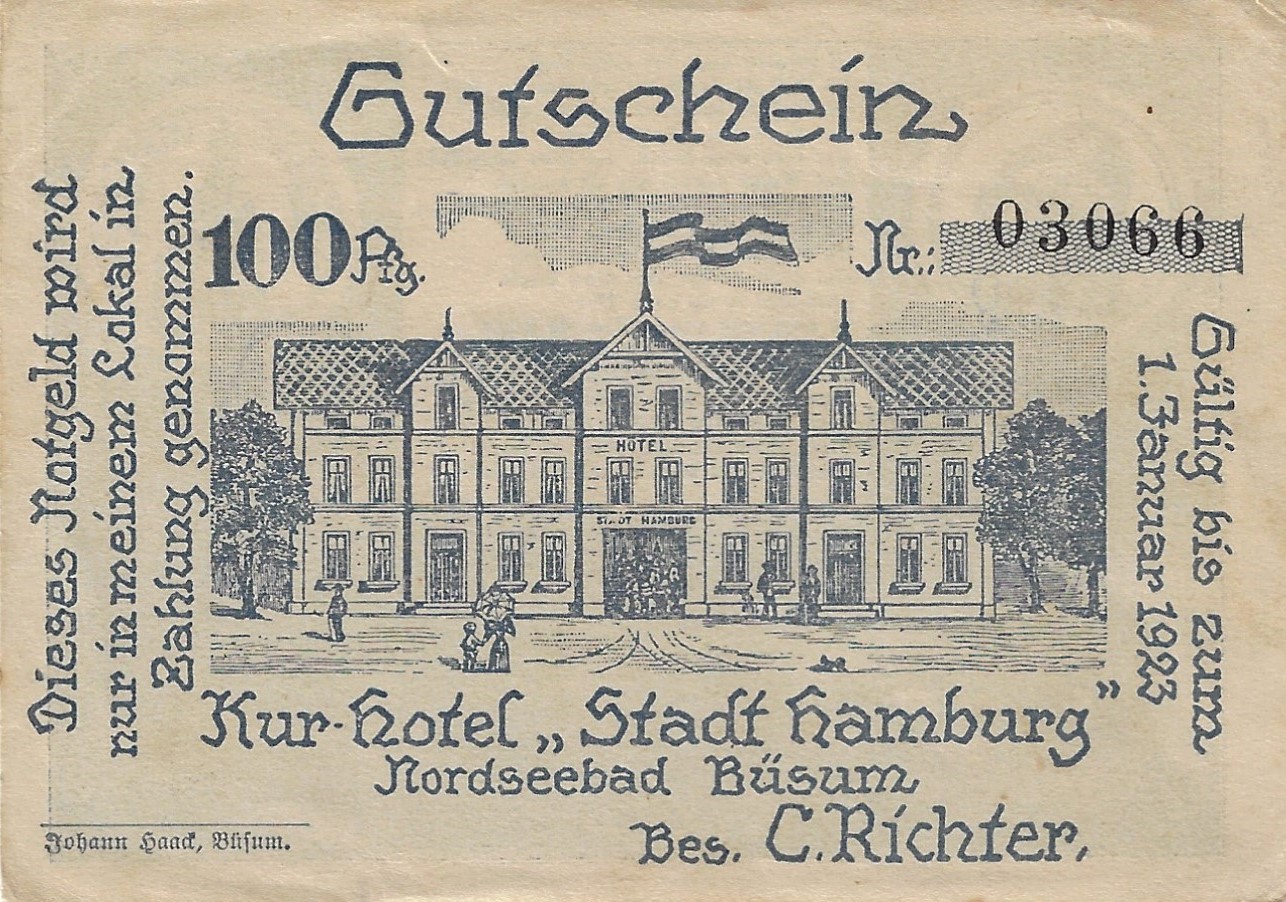 Gutschein
Dieses Notgeld wird
nur in meinem Lokal in
Zahlung genommen.
100 Pfg.
Nr.: 03066
HOTEL
STADT HAMBURG
Gültig bis zum
1. Januar 1923
Kur-Hotel „Stadt Hamburg”
Nordseebad Büsum
Bes. C. Richter.
Johann Haack, Büsum.